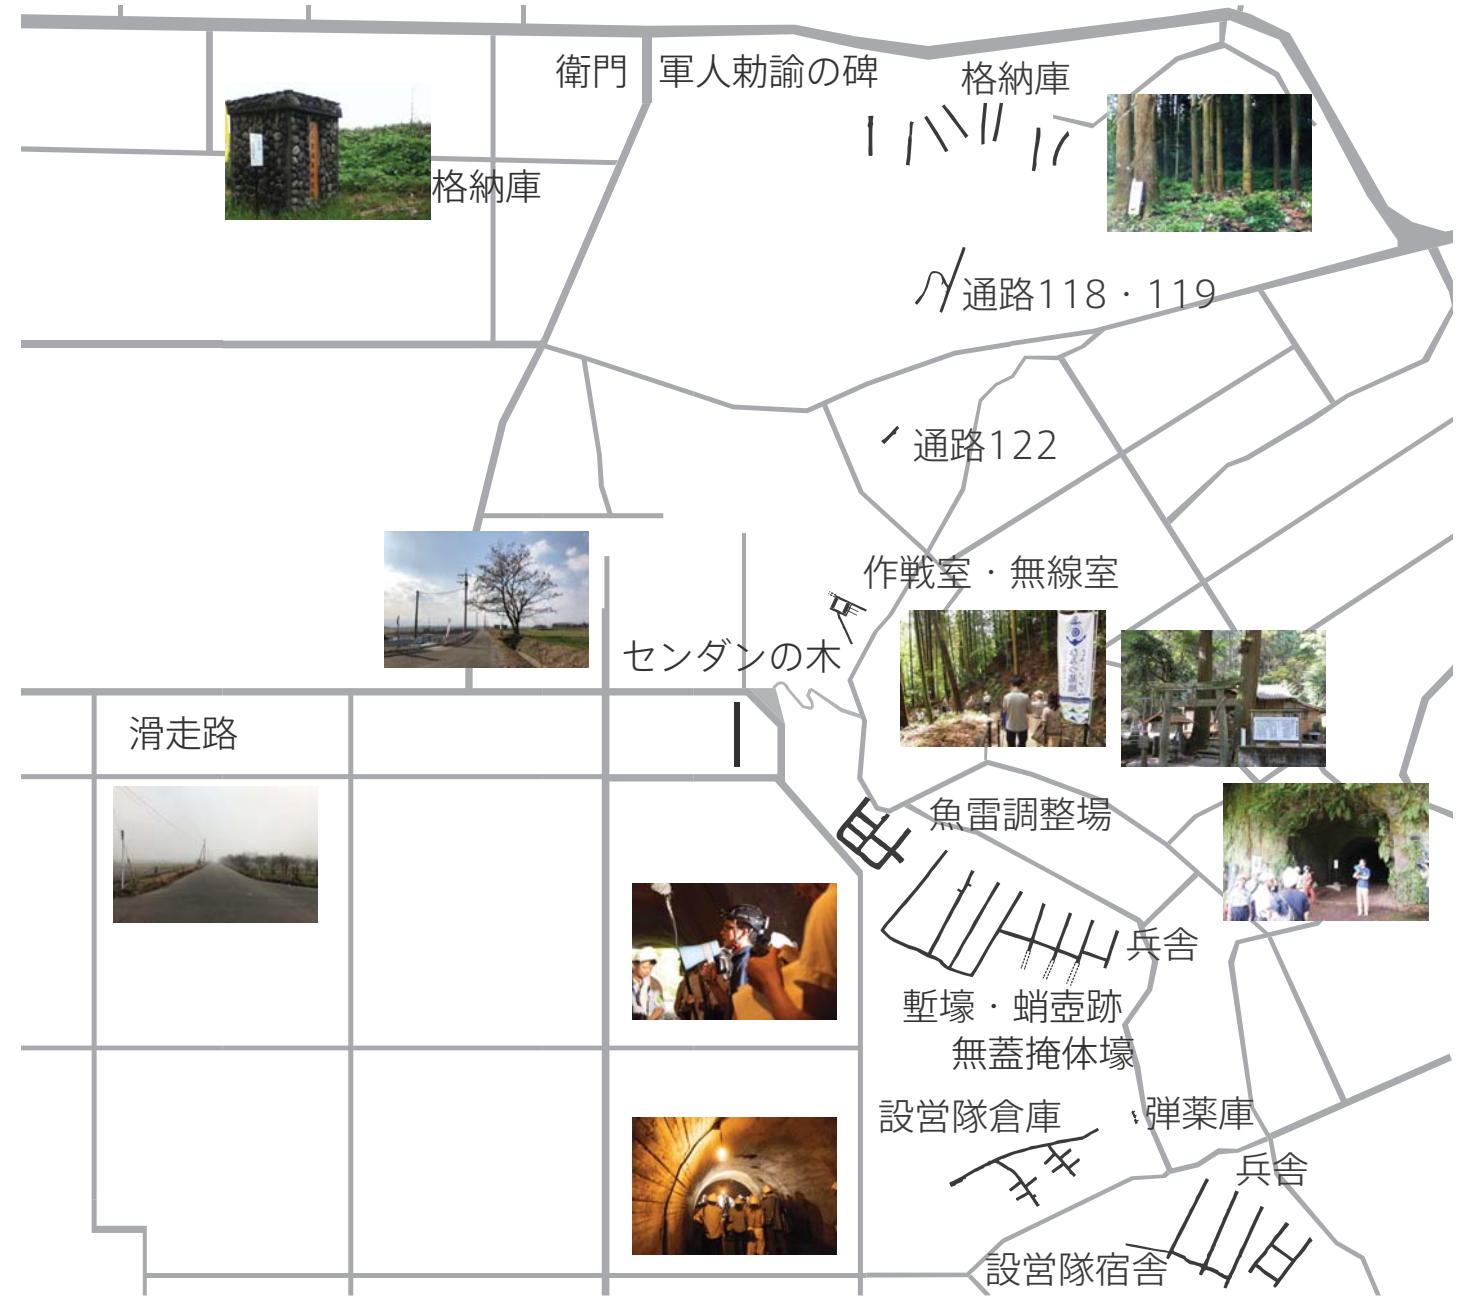 衛門
軍人勅諭の碑
格納庫
格納庫
通路118・119
通路122
作戦室・無線室
センダンの木
滑走路
魚雷調整場
兵舎
塹壕・蛸壺跡
無蓋掩体壕
設営隊倉庫
弾薬庫
兵舎
設営隊宿舎